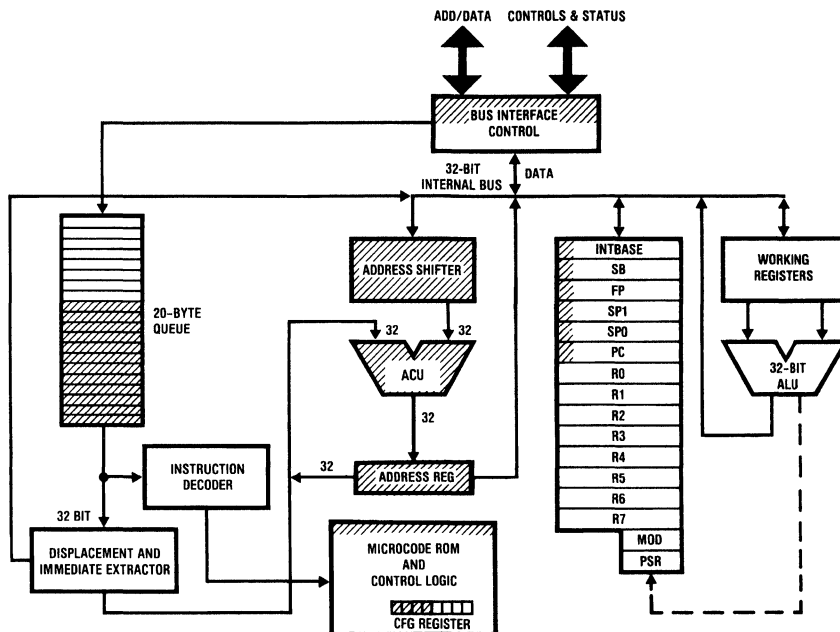 ADD/DATA
CONTROLS & STATUS
BUS INTERFACE
CONTROL
32-BIT
INTERNAL BUS
DATA
20-BYTE
QUEUE
ADDRESS SHIFTER
32
32
ACU
32
32
ADDRESS REG
INSTRUCTION
DECODER
32 BIT
DISPLACEMENT AND
IMMEDIATE EXTRACTOR
MICROCODE ROM
AND
CONTROL LOGIC
CFG REGISTER
INTBASE
SB
FP
SP1
SP0
PC
R0
R1
R2
R3
R4
R5
R6
R7
MOD
PSR
WORKING
REGISTERS
32-BIT
ALU